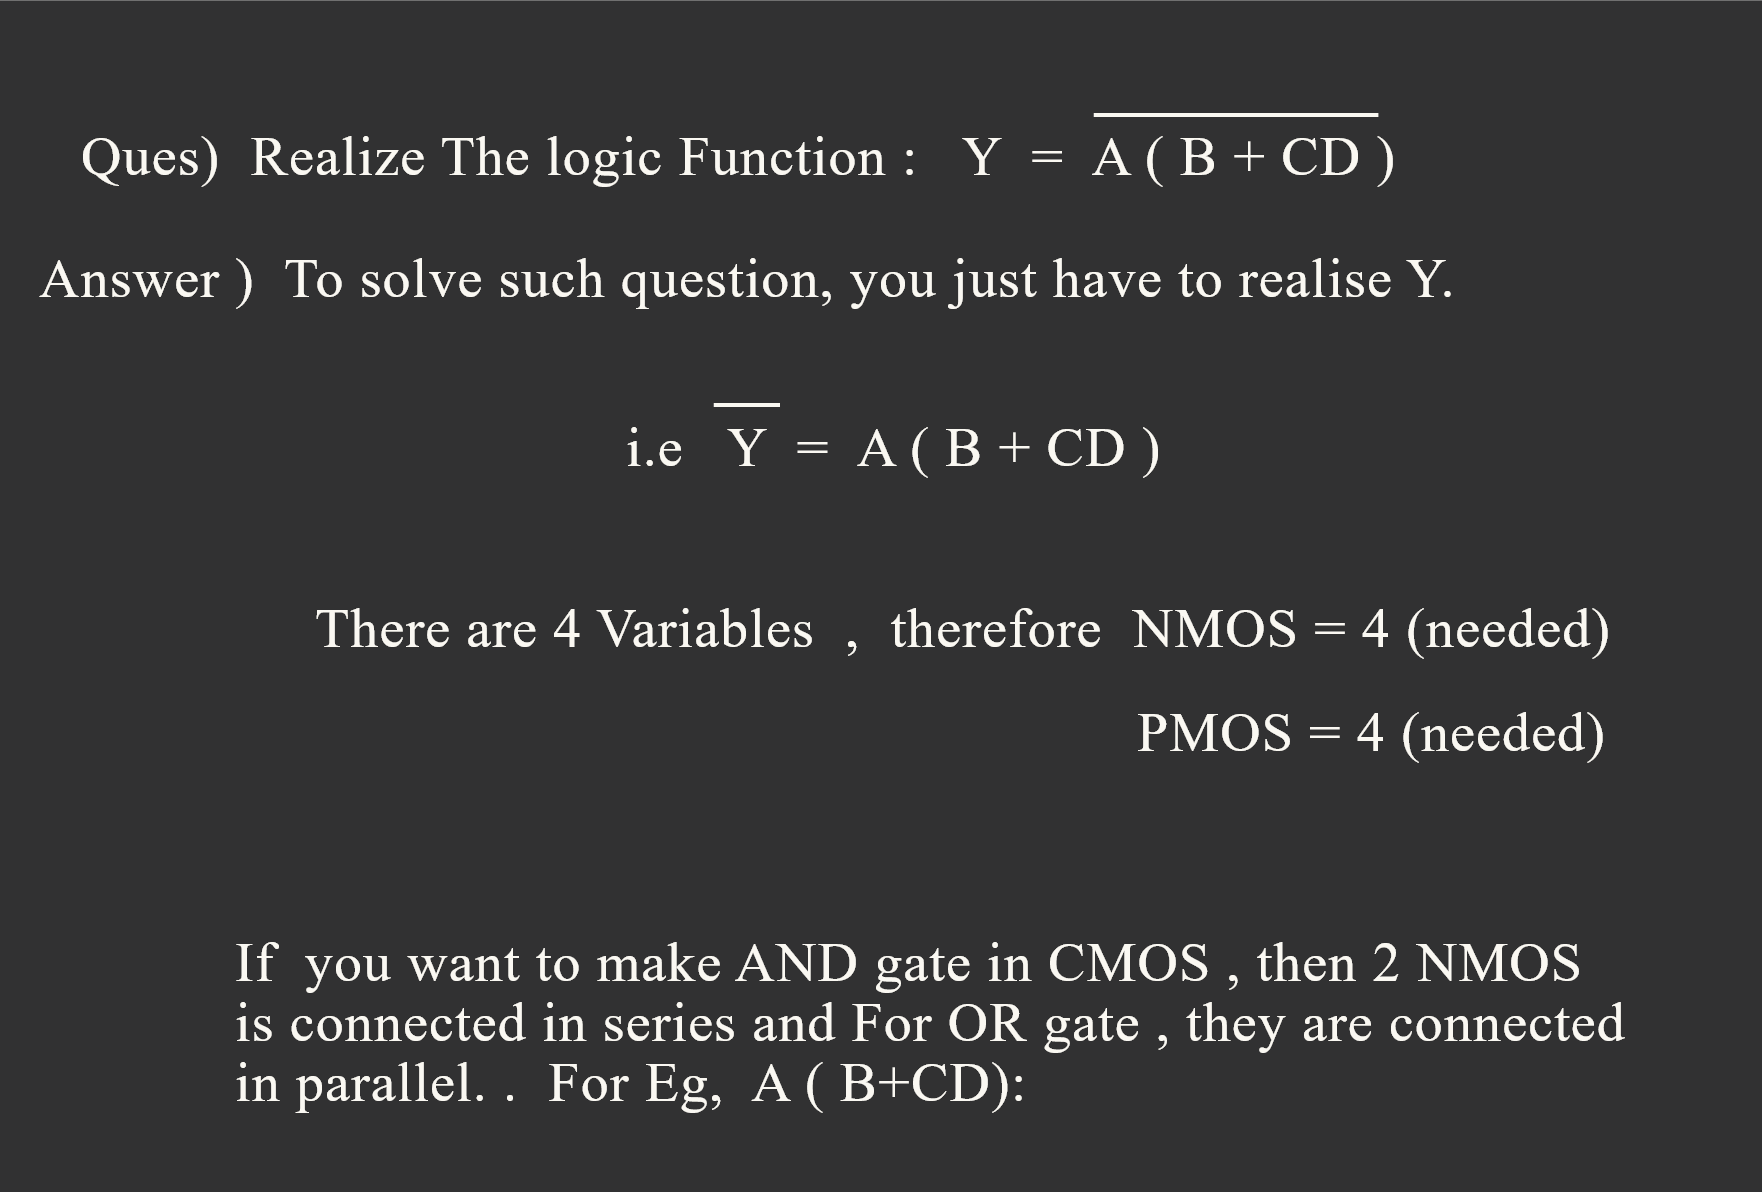 Ques) Realize The logic Function : Y = \overline{A ( B + CD )}
Answer ) To solve such question, you just have to realise Y.
i.e \overline{Y} = A ( B + CD )
There are 4 Variables , therefore NMOS = 4 (needed)
PMOS = 4 (needed)
If you want to make AND gate in CMOS , then 2 NMOS
is connected in series and For OR gate , they are connected
in parallel. . For Eg, A ( B+CD):